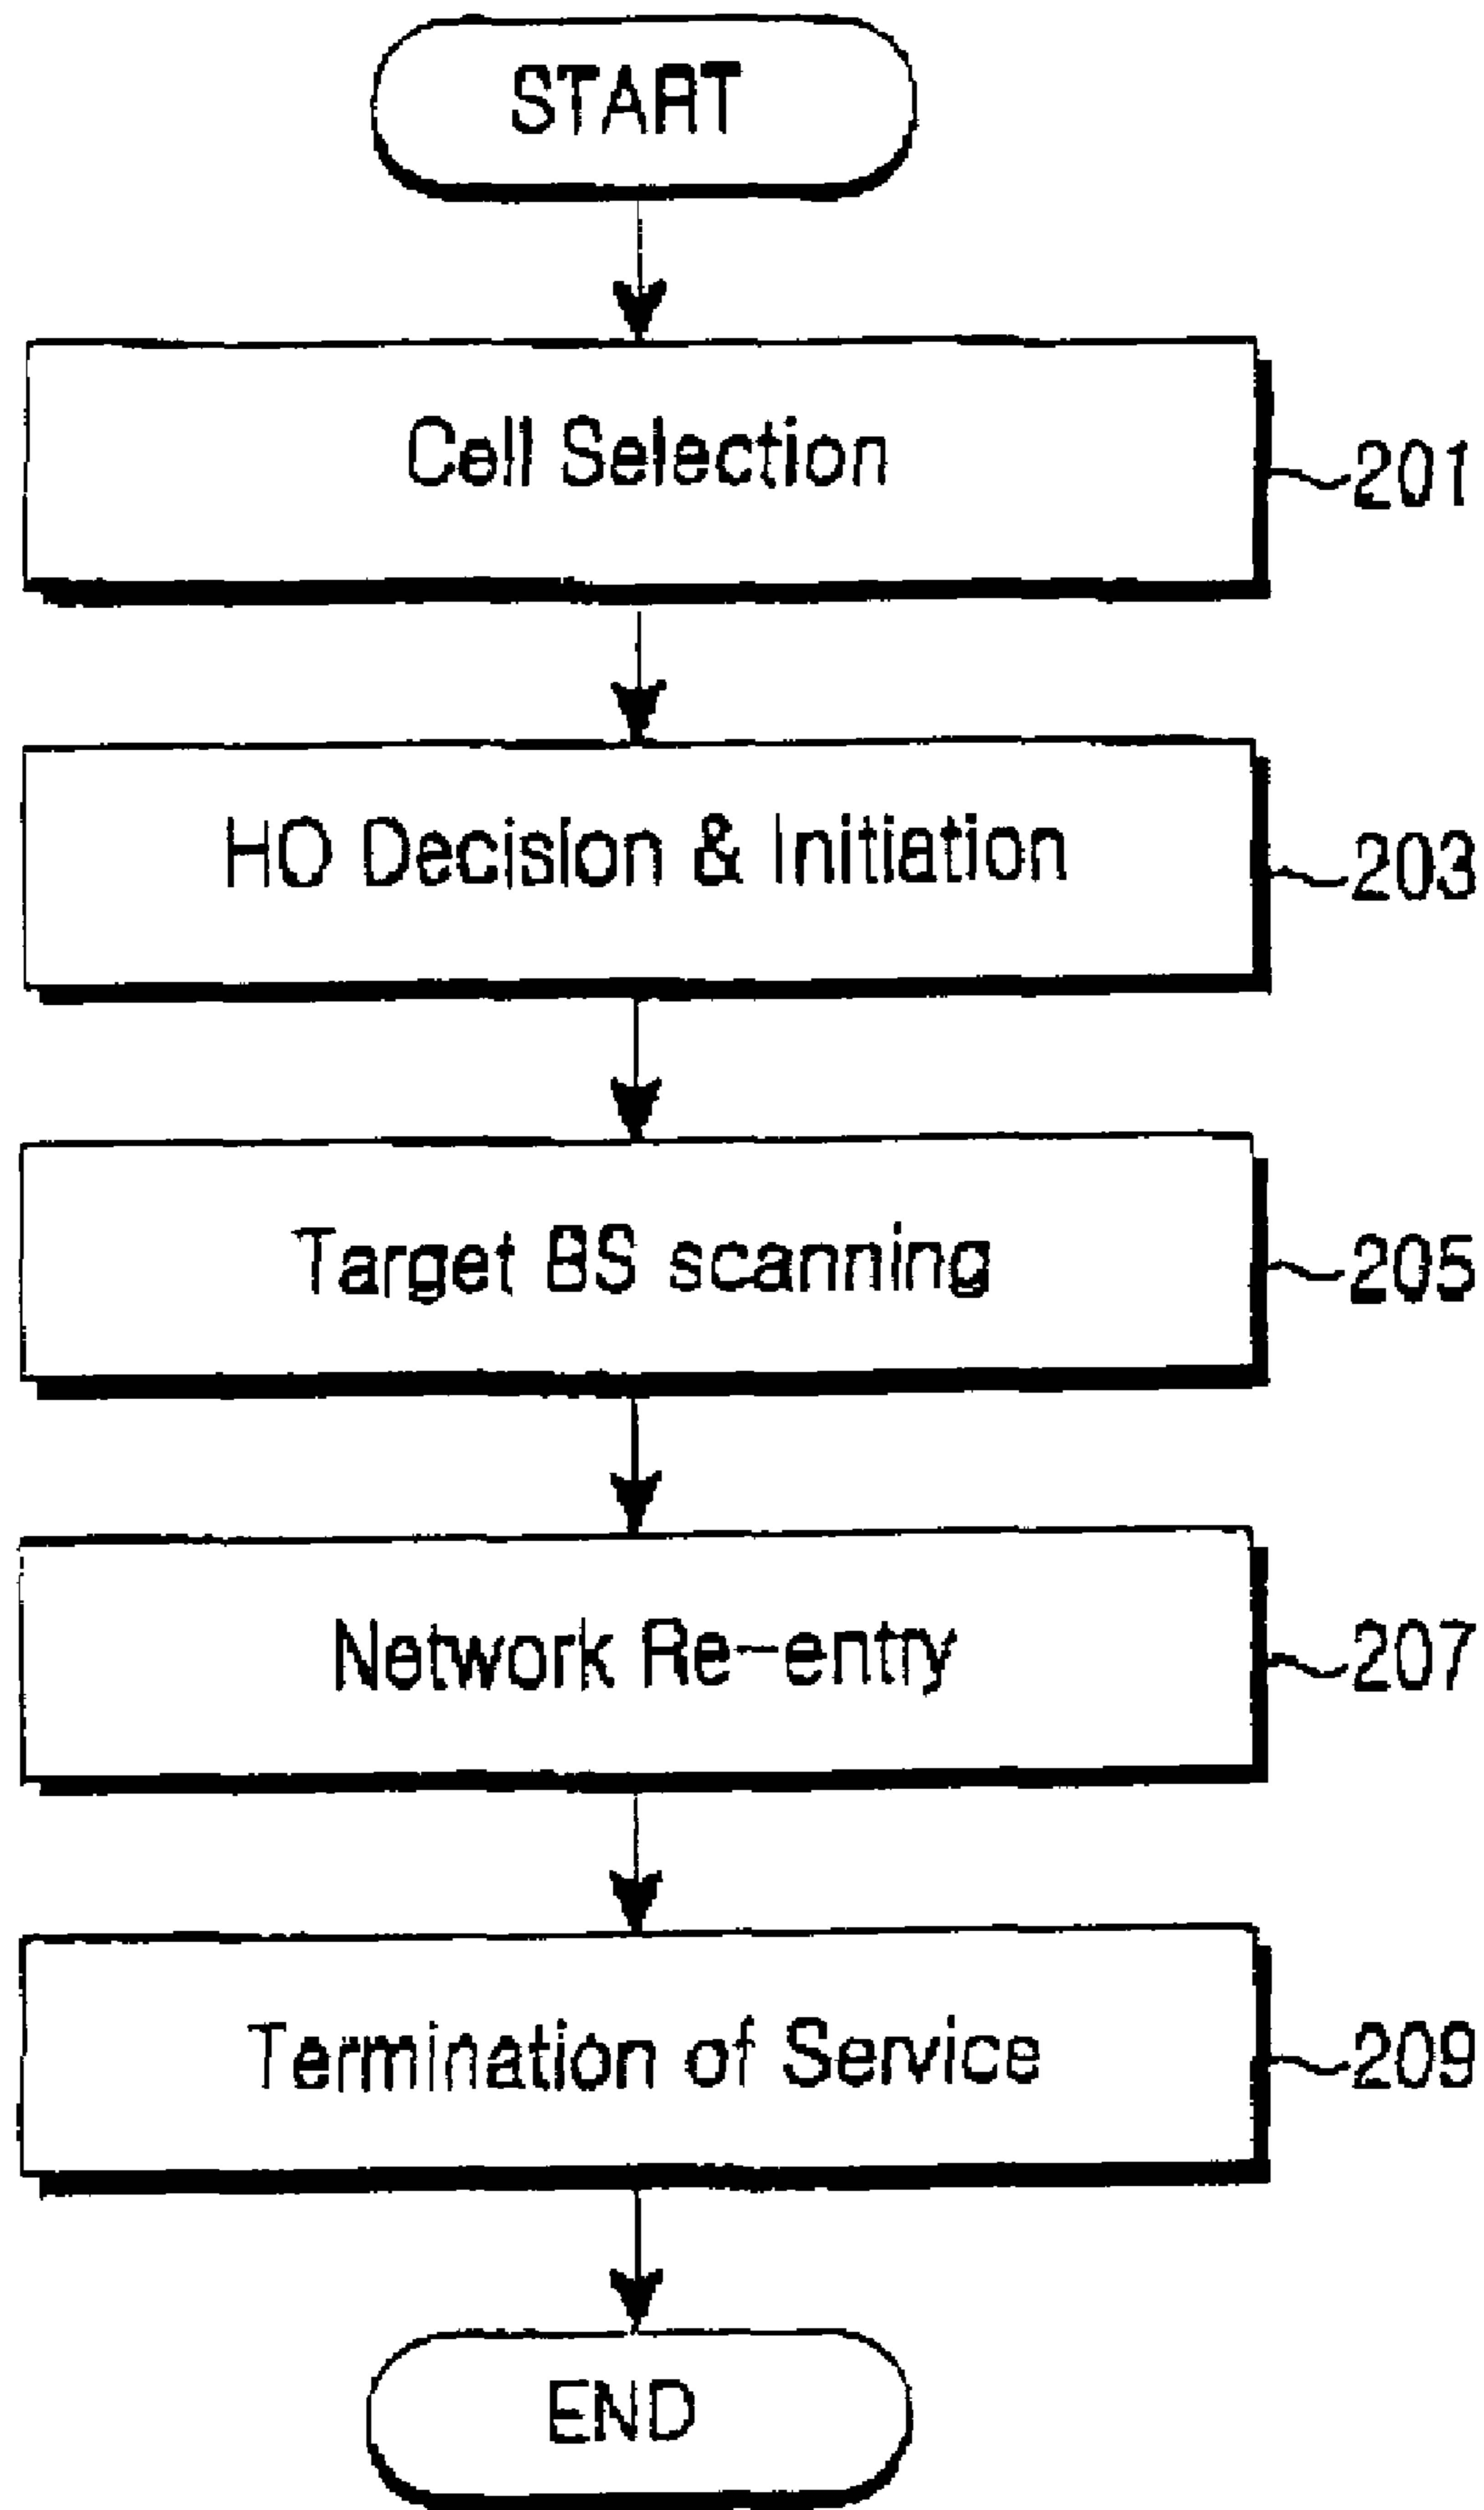 START
Cell Selection
201
HO Decision & Initiation
203
Target BS scanning
205
Network Re-entry
207
Termination of Service
209
END